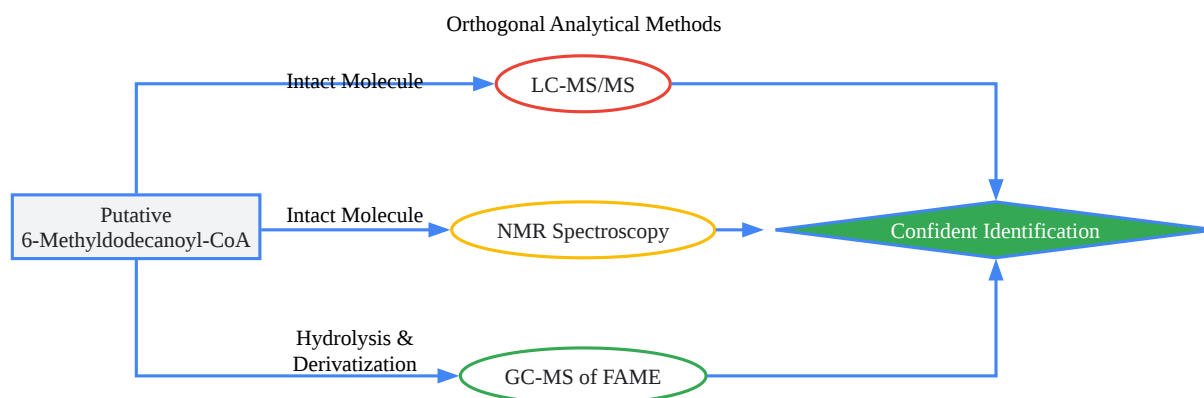 Orthogonal Analytical Methods
Intact Molecule
LC-MS/MS
Putative
6-Methyldodecanoyl-CoA
Intact Molecule
NMR Spectroscopy
Confident Identification
Hydrolysis &
Derivatization
GC-MS of FAME